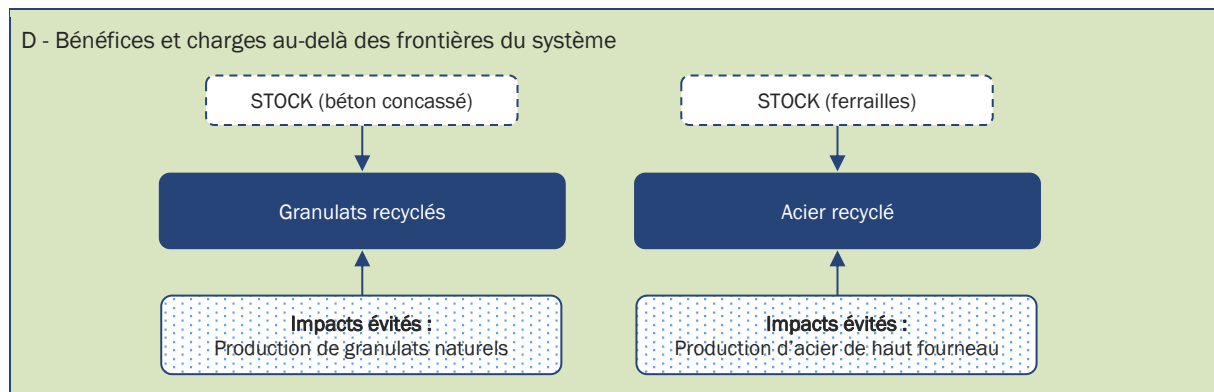 D - Bénéfices et charges au-delà des frontières du système
STOCK (béton concassé)
STOCK (ferrailles)
Granulats recyclés
Acier recyclé
Impacts évités :
Production de granulats naturels
Impacts évités :
Production d'acier de haut fourneau